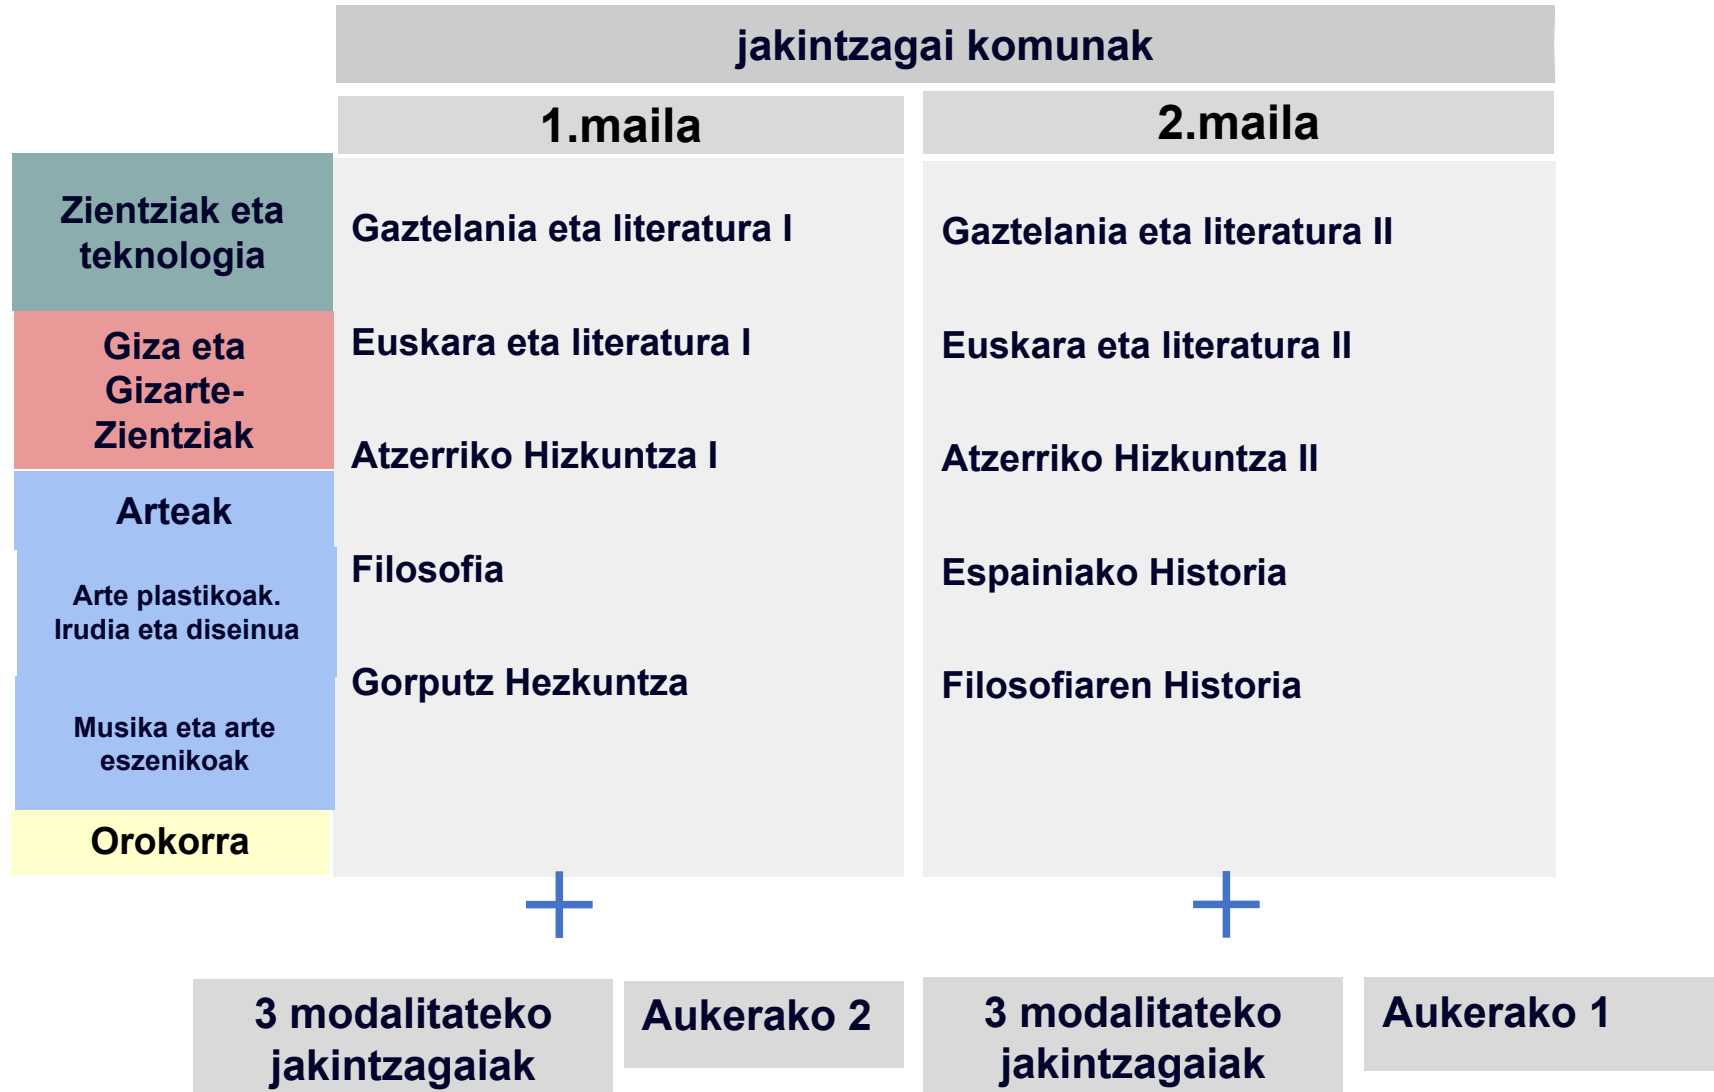 jakintzagai komunak
1.maila
2.maila
Zientziak eta
teknologia
Giza eta
Gizarte-
Zientziak
Arteak
Arte plastikoak.
Irudia eta diseinua
Musika eta arte
eszenikoak
Orokorra
Gaztelania eta literatura I
Euskara eta literatura I
Atzerriko Hizkuntza I
Filosofia
Gorputz Hezkuntza
Gaztelania eta literatura II
Euskara eta literatura II
Atzerriko Hizkuntza II
Espainiako Historia
Filosofiaren Historia
+
+
3 modalitateko
jakintzagaiak
Aukerako 2
3 modalitateko
jakintzagaiak
Aukerako 1